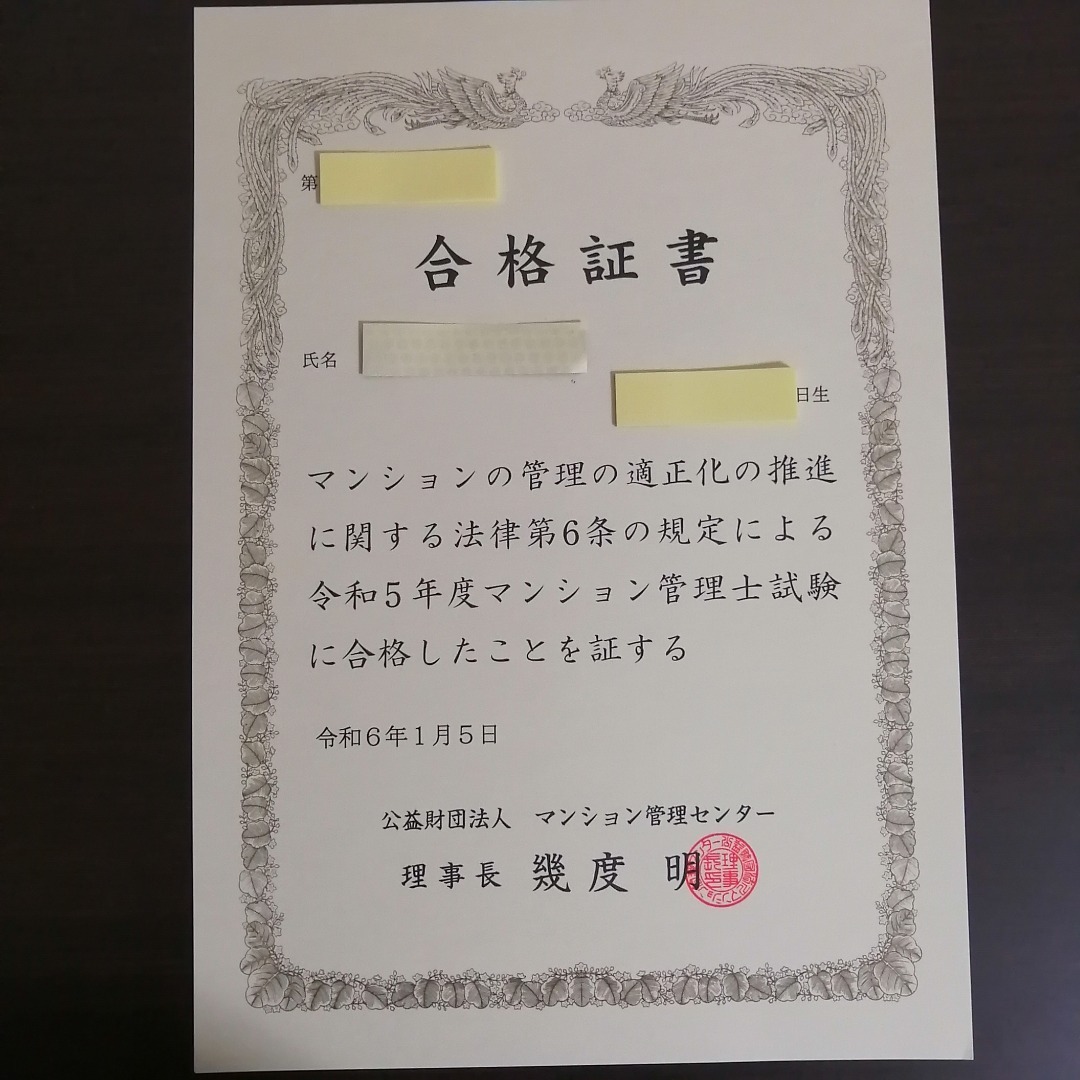 第
合格証書
氏名
日生
マンションの管理の適正化の推進
に関する法律第6条の規定による
令和5年度マンション管理士試験
に合格したことを証する
令和6年1月5日
公益財団法人 マンション管理センター
理事長 幾度 明